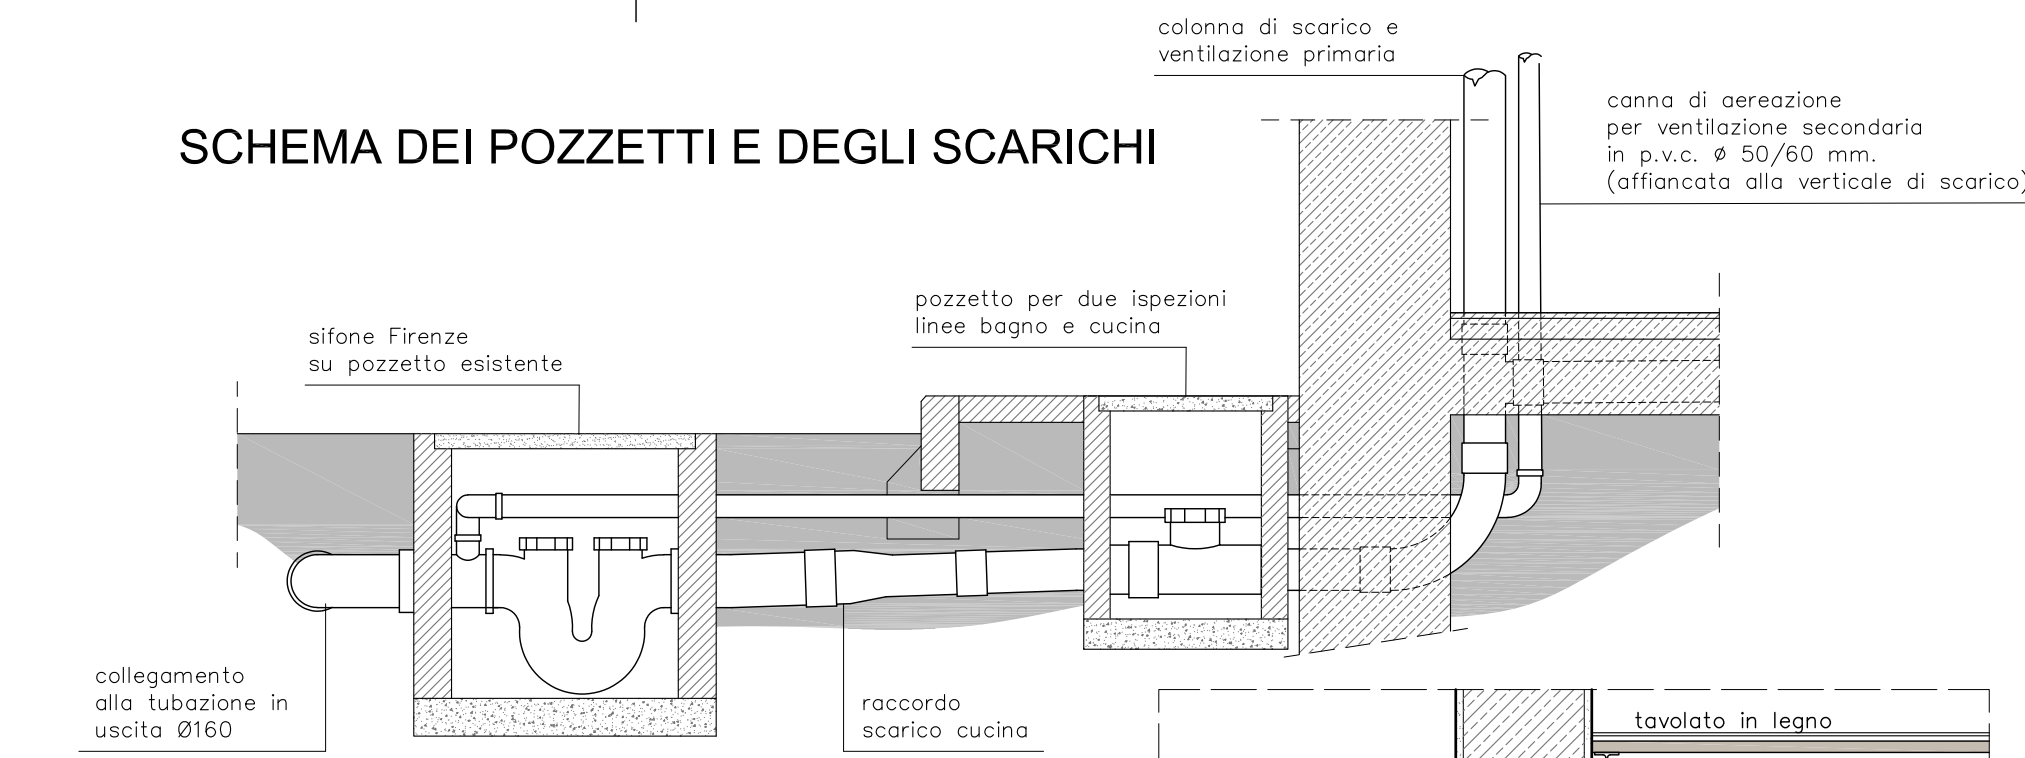 colonna di scarico e
ventilazione primaria
canna di aereazione
per ventilazione secondaria
in p.v.c. ø 50/60 mm.
(affiancata alla verticale di scarico)
SCHEMA DEI POZZETTI E DEGLI SCARICHI
pozzetto per due ispezioni
linee bagno e cucina
sifone Firenze
su pozzetto esistente
collegamento
alla tubazione in
uscita Ø160
raccordo
scarico cucina
tavolato in legno